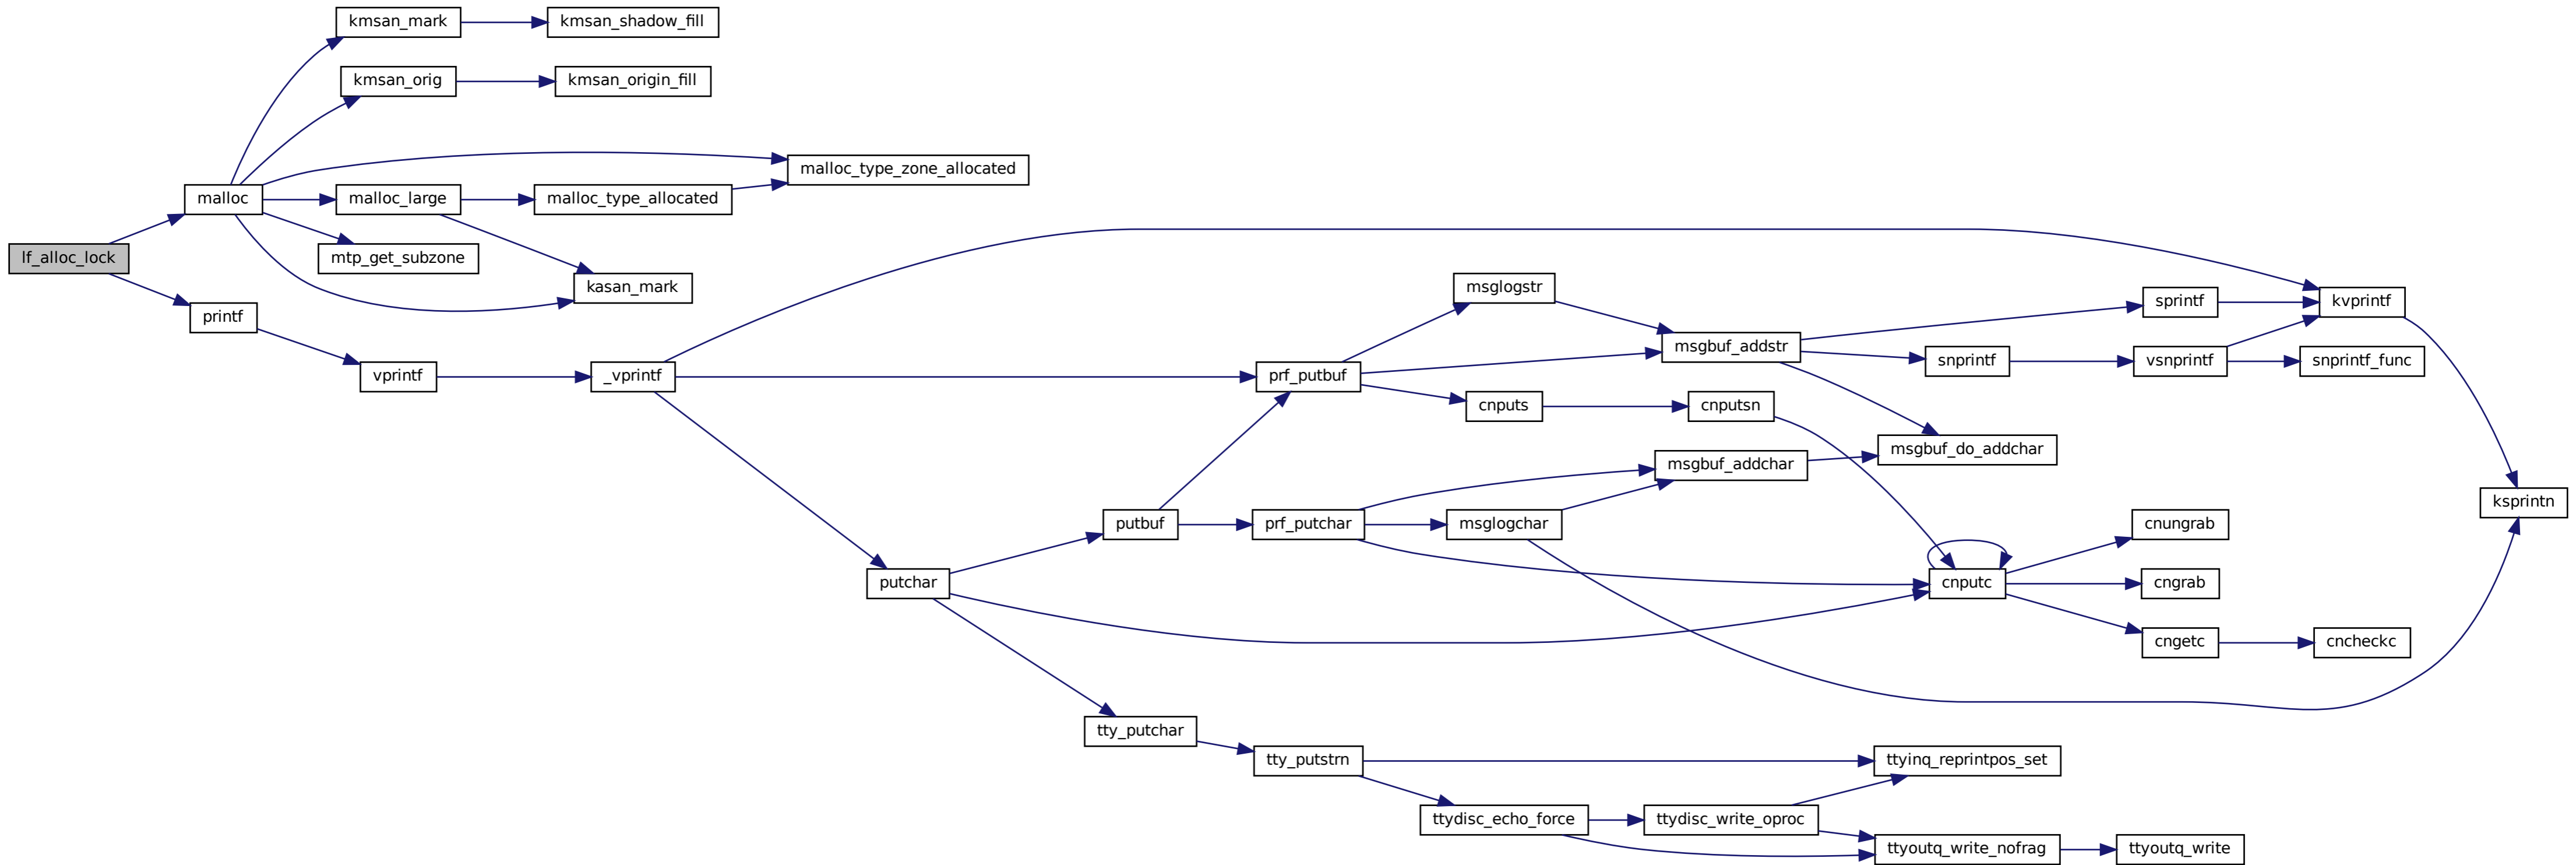 kmsan_mark
kmsan_shadow_fill
kmsan_orig
kmsan_origin_fill
malloc_type_zone_allocated
malloc
malloc_large
malloc_type_allocated
lf_alloc_lock
mtp_get_subzone
kasan_mark
printf
vprintf
_vprintf
prf_putbuf
msglogstr
msgbuf_addstr
sprintf
kvprintf
snprintf
vsnprintf
snprintf_func
cnputs
cnputsn
msgbuf_do_addchar
msgbuf_addchar
ksprintn
putbuf
prf_putchar
msglogchar
cnungrab
putchar
cnputc
cngrab
cngetc
cncheckc
tty_putchar
tty_putstrn
ttyinq_reprintpos_set
ttydisc_echo_force
ttydisc_write_oproc
ttyoutq_write_nofrag
ttyoutq_write